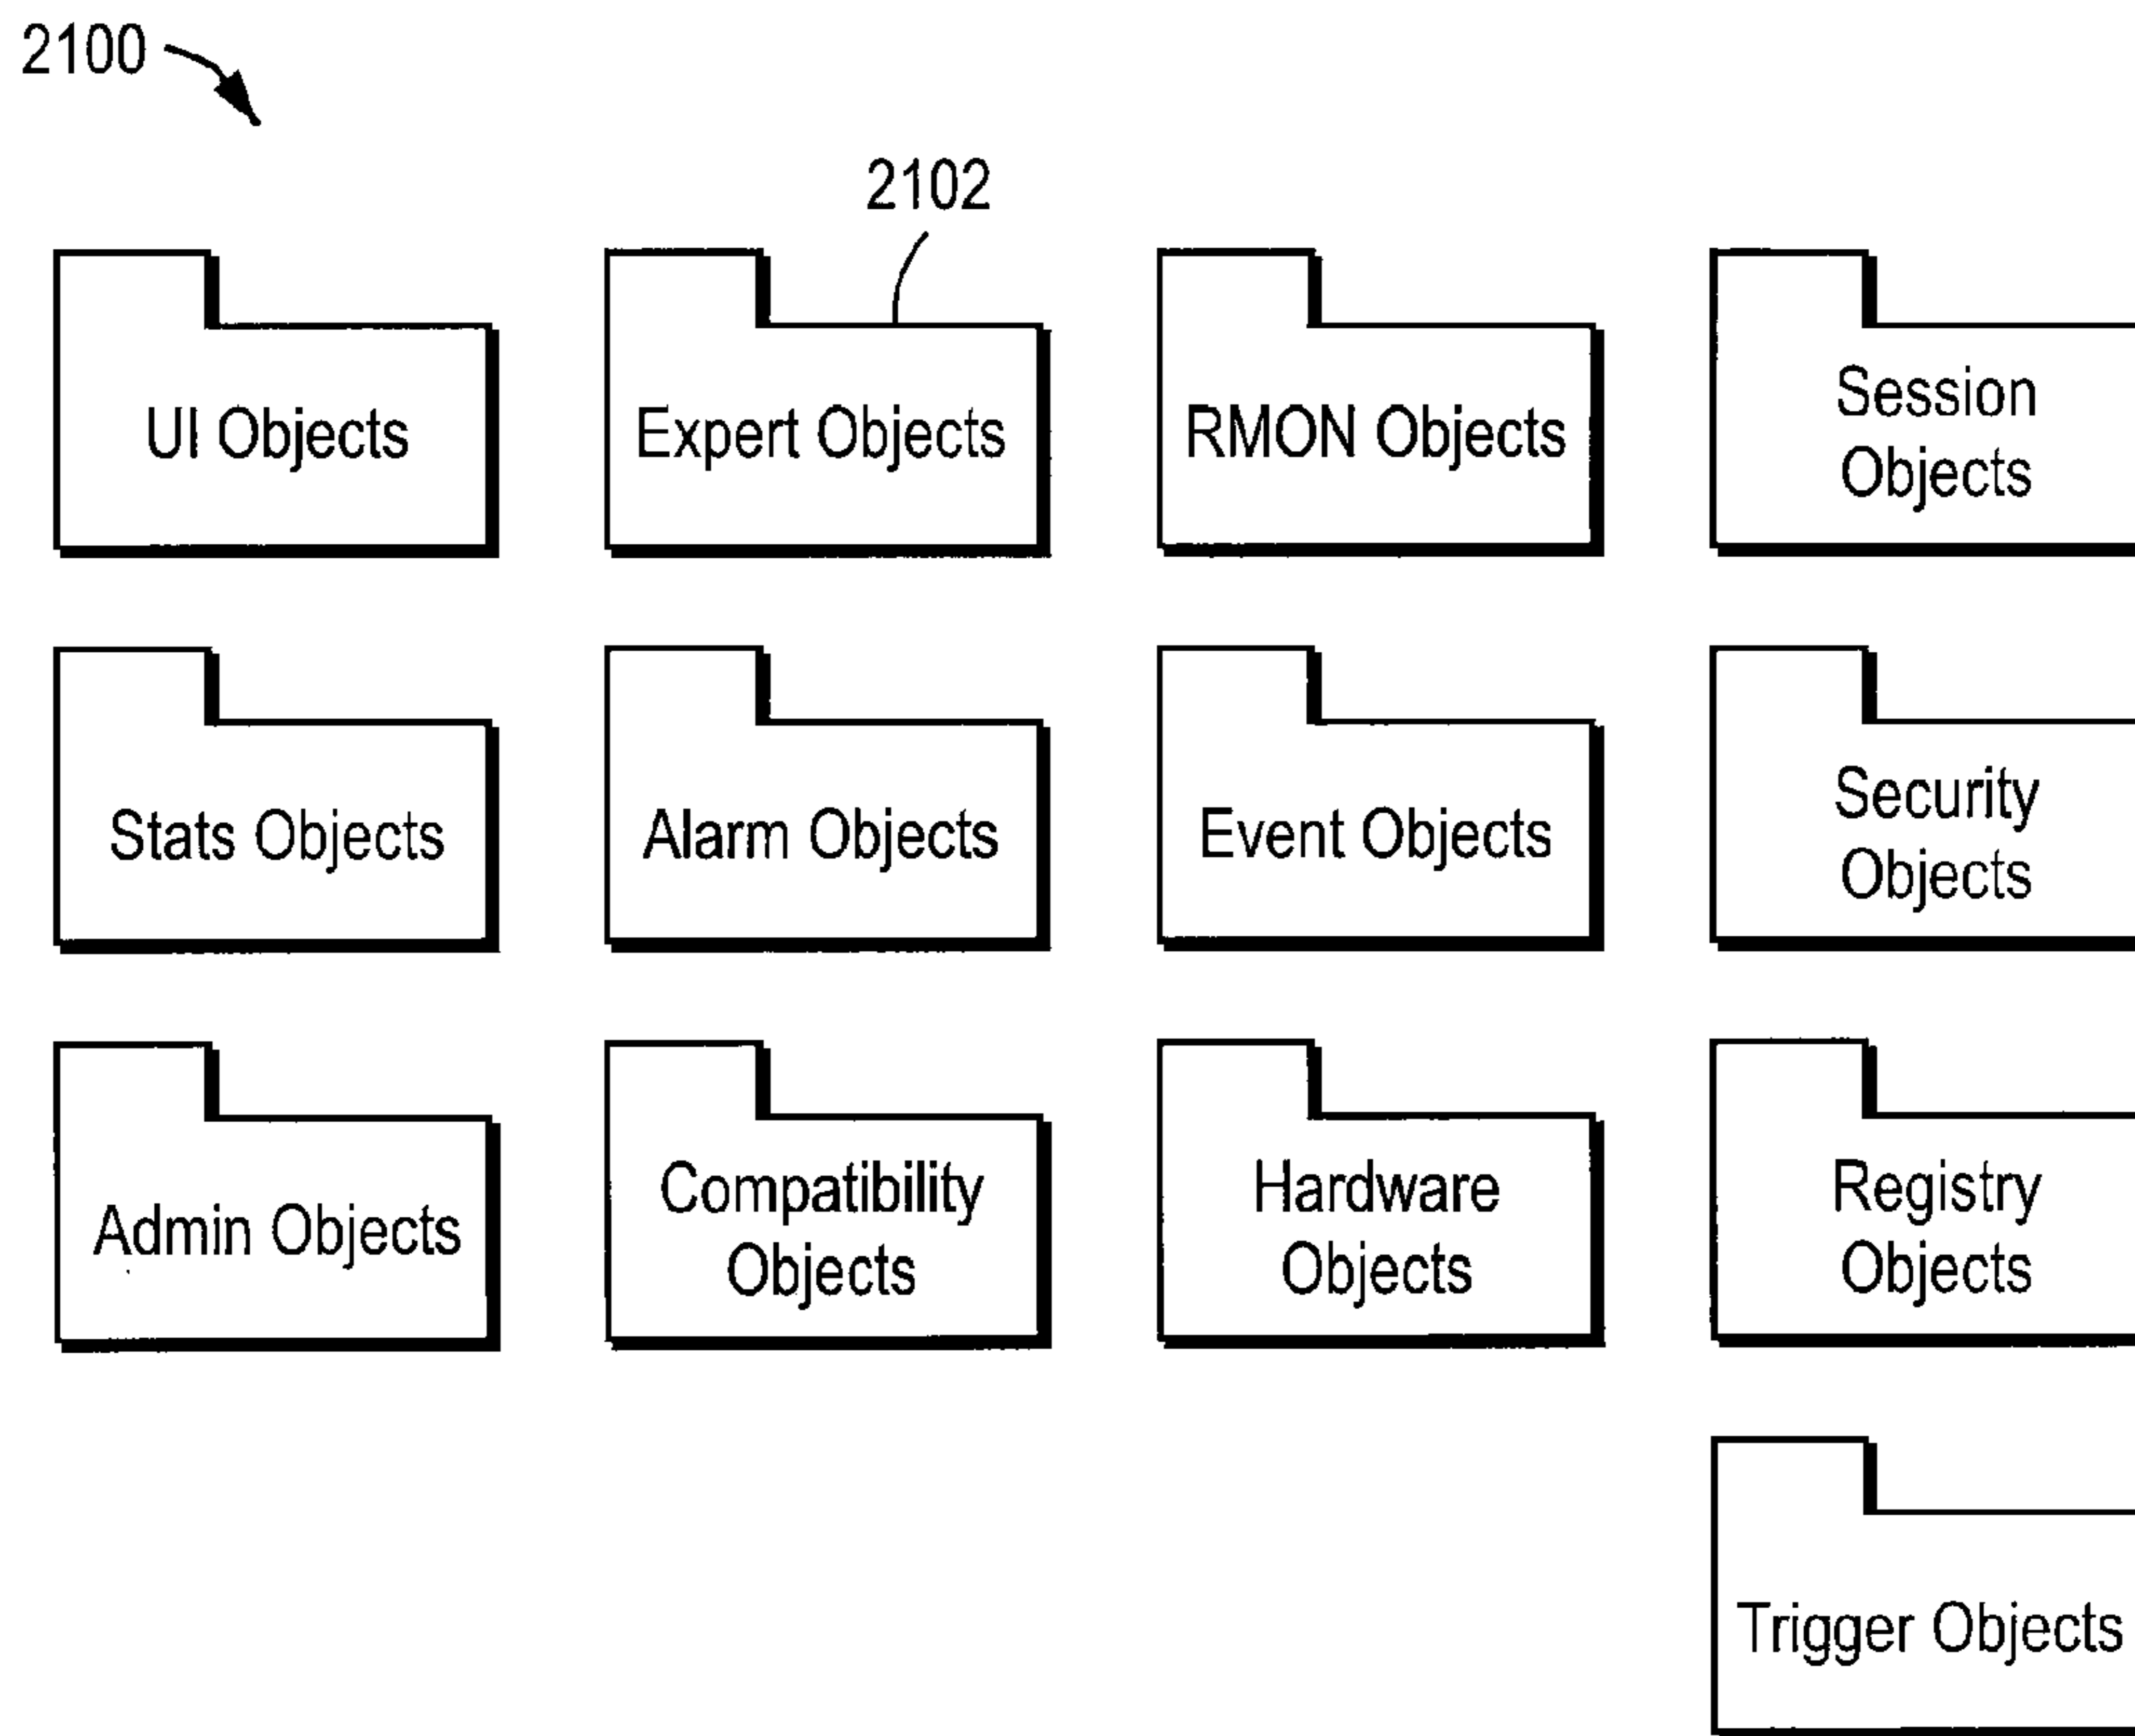 2100
2102
UI Objects
Expert Objects
RMON Objects
Session
Objects
Stats Objects
Alarm Objects
Event Objects
Security
Objects
Admin Objects
Compatibility
Objects
Hardware
Objects
Registry
Objects
Trigger Objects